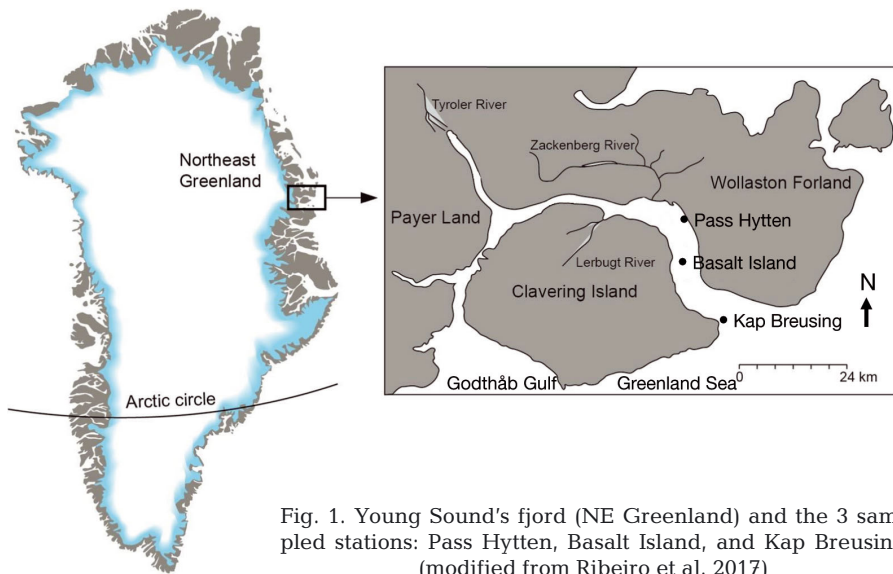 Northeast
Greenland
Arctic circle
Tyroler River
Zackenberg River
Wollaston Forland
Payer Land
Pass Hytten
Lerbugt River
Basalt Island
Clavering Island
N
Kap Breusing
0 24 km
Godthåb Gulf
Greenland Sea
Fig. 1. Young Sound's fjord (NE Greenland) and the 3 sam-
pled stations: Pass Hytten, Basalt Island, and Kap Breusing
(modified from Ribeiro et al. 2017)